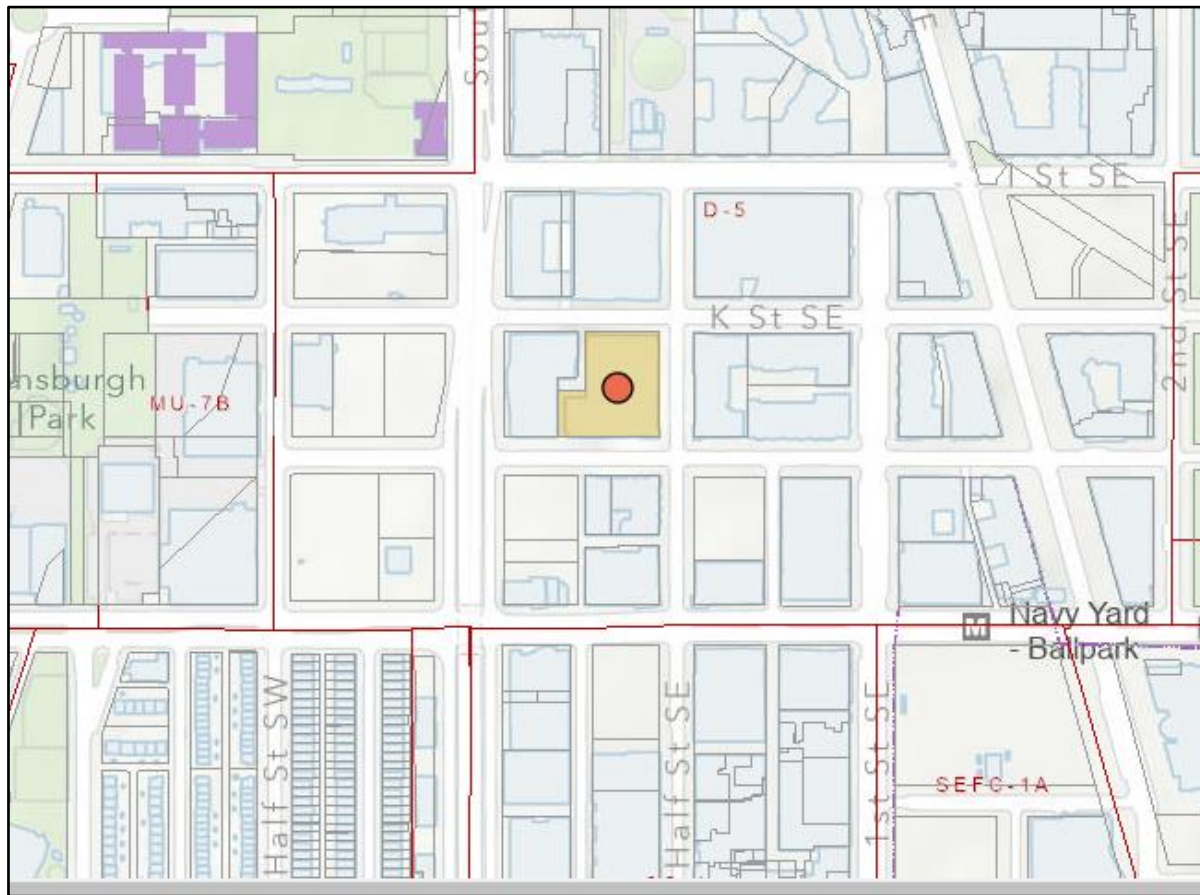 Sou
I St SE
D-5
2nd St SE
K St SE
nsburgh
Park
MU-7B
M
Navy Yard
- Ballpark
Half St SW
Half St SE
1st St SE
SEFC-1A